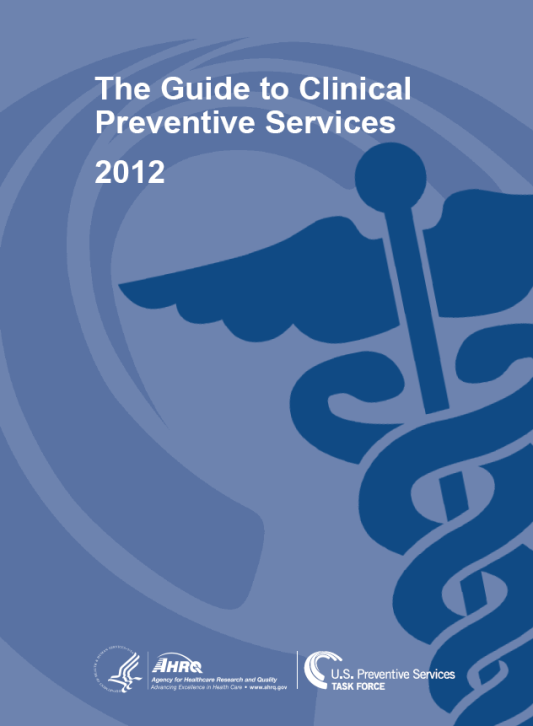 The Guide to Clinical
Preventive Services
2012
AHRQ
Agency for Healthcare Research and Quality
Advancing Excellence in Health Care • www.ahrq.gov
U.S. Preventive Services
TASK FORCE